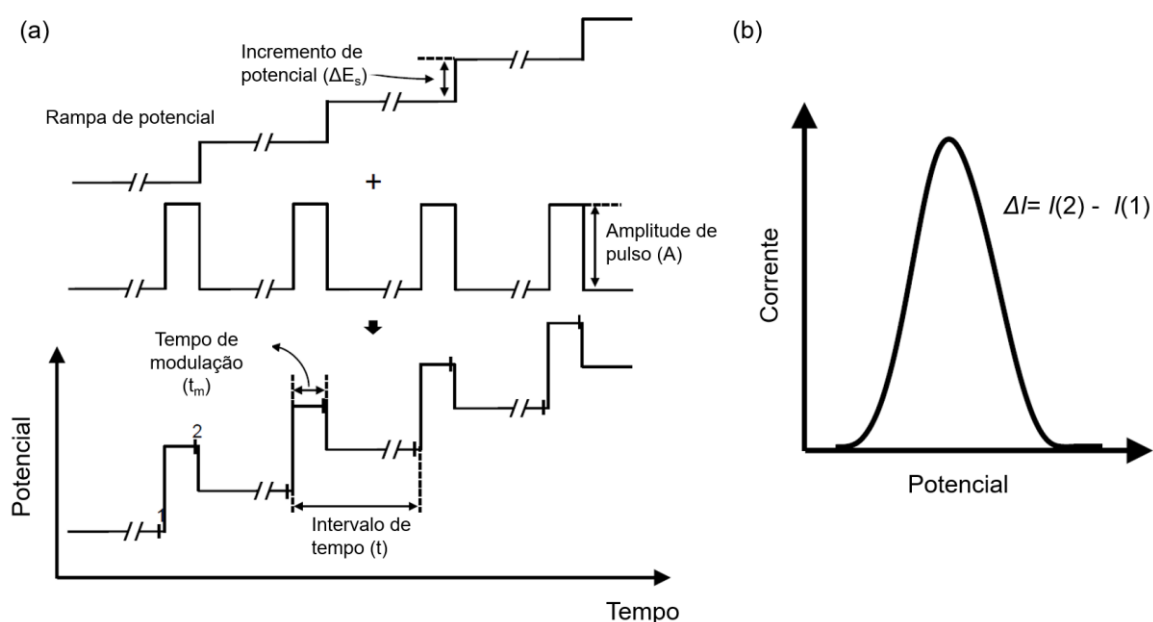 (a)
Incremento de
potencial (ΔEs)
Rampa de potencial
+
Amplitude de
pulso (A)
Tempo de
modulação
(tm)
2
1
Intervalo de
tempo (t)
Potencial
Tempo
(b)
ΔI= I(2) - I(1)
Corrente
Potencial